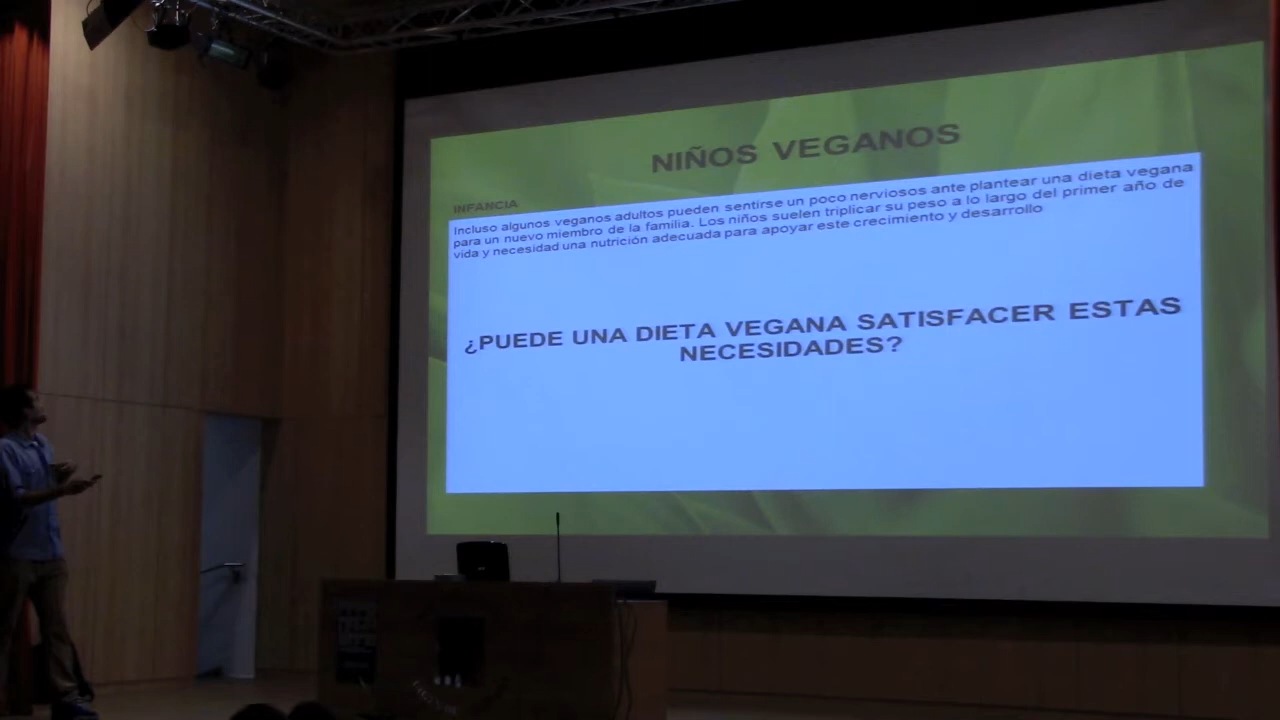 NIÑOS VEGANOS
INFANCIA
Incluso algunos veganos adultos pueden sentirse un poco nerviosos ante plantear una dieta vegana
para un nuevo miembro de la familia. Los niños suelen triplicar su peso a lo largo del primer año de
vida y necesidad una nutrición adecuada para apoyar este crecimiento y desarrollo
¿PUEDE UNA DIETA VEGANA SATISFACER ESTAS
NECESIDADES?